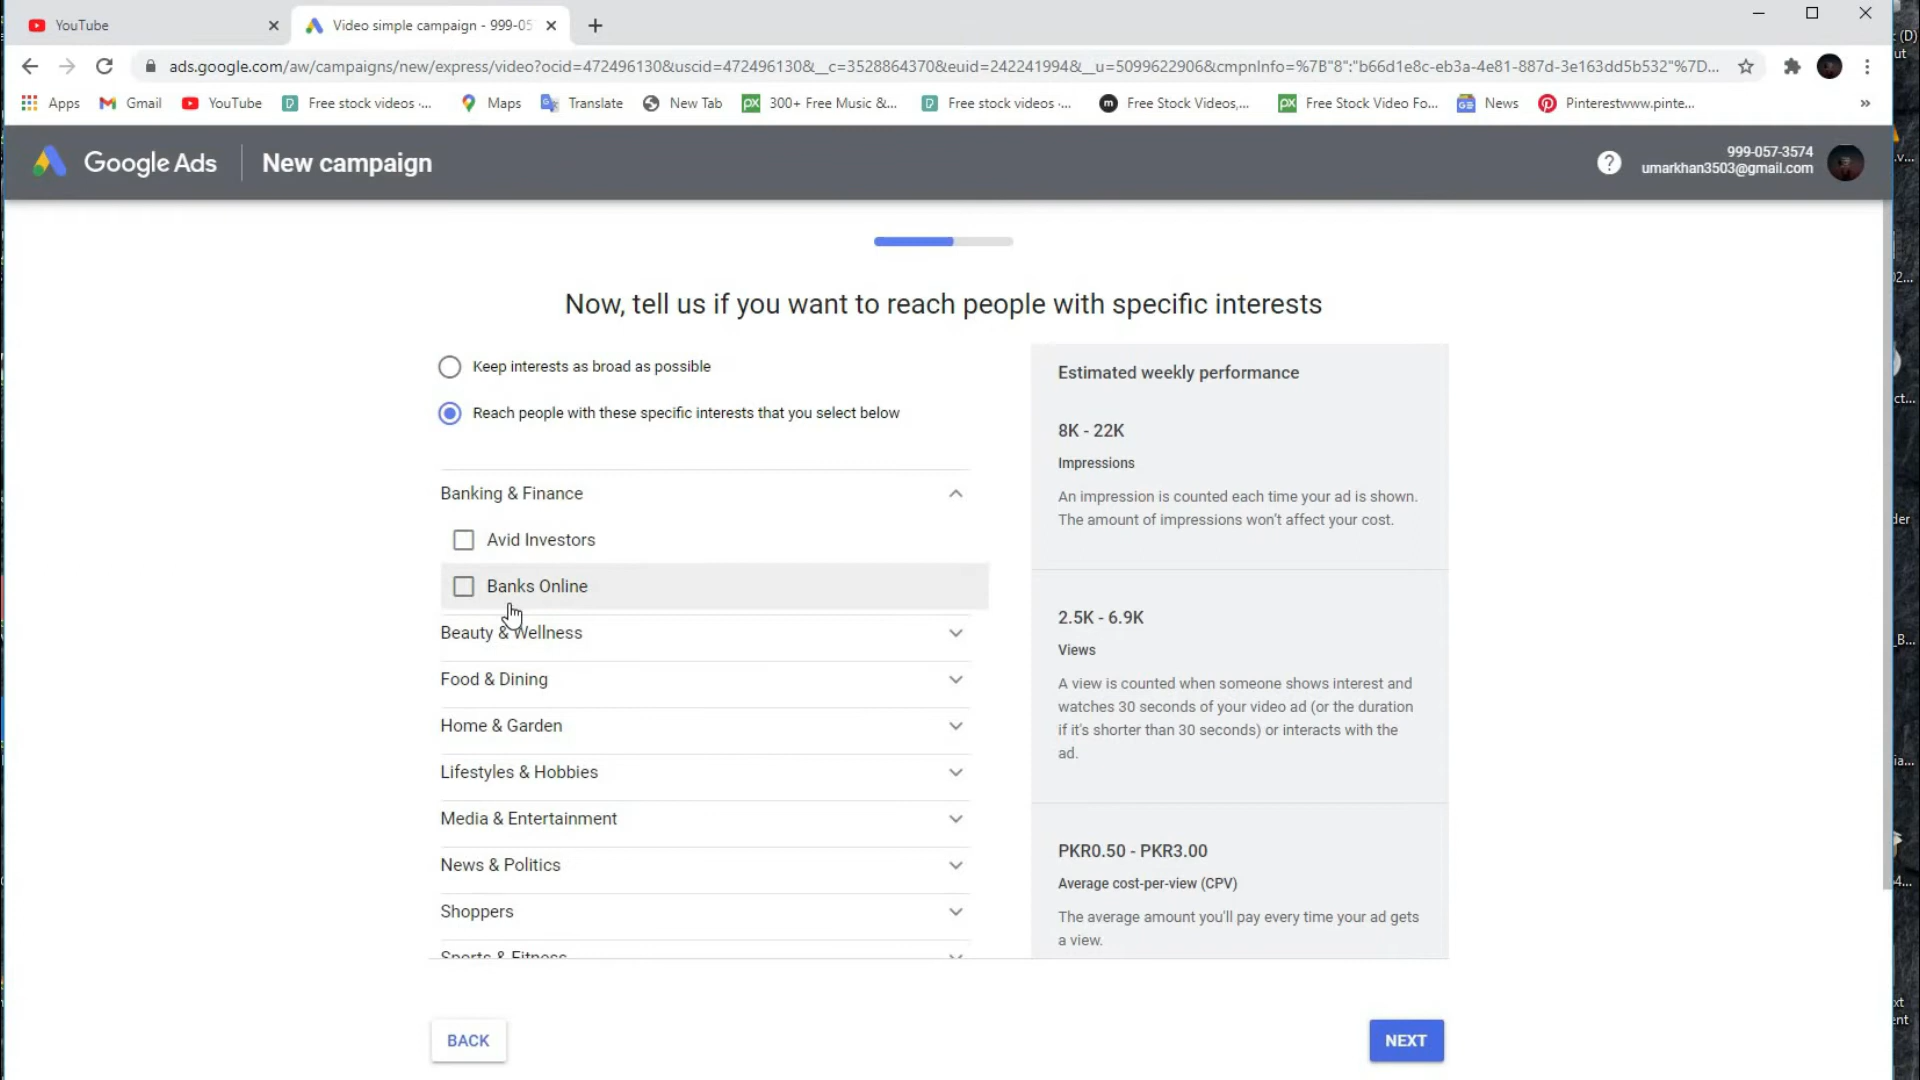 YouTube
Video simple campaign - 999-05
ads.google.com/aw/campaigns/new/express/video?ocid=472496130&uscid=472496130&__c=3528864370&euid=242241994&__u=5099622906&cmpnInfo=%7B"8":"b66d1e8c-eb3a-4e81-887d-3e163dd5b532"%7D...
Apps
Gmail
YouTube
Free stock videos ·...
Maps
Translate
New Tab
300+ Free Music &...
Free stock videos ·...
Free Stock Videos,...
Free Stock Video Fo...
News
Pinterestwww.pinte...
»
Google Ads
New campaign
999-057-3574
umarkhan3503@gmail.com
Now, tell us if you want to reach people with specific interests
Keep interests as broad as possible
Reach people with these specific interests that you select below
Banking & Finance
Avid Investors
Banks Online
Beauty & Wellness
Food & Dining
Home & Garden
Lifestyles & Hobbies
Media & Entertainment
News & Politics
Shoppers
Sports & Fitness
Estimated weekly performance
8K - 22K
Impressions
An impression is counted each time your ad is shown.
The amount of impressions won't affect your cost.
2.5K - 6.9K
Views
A view is counted when someone shows interest and
watches 30 seconds of your video ad (or the duration
if it's shorter than 30 seconds) or interacts with the
ad.
PKR0.50 - PKR3.00
Average cost-per-view (CPV)
The average amount you'll pay every time your ad gets
a view.
BACK
NEXT